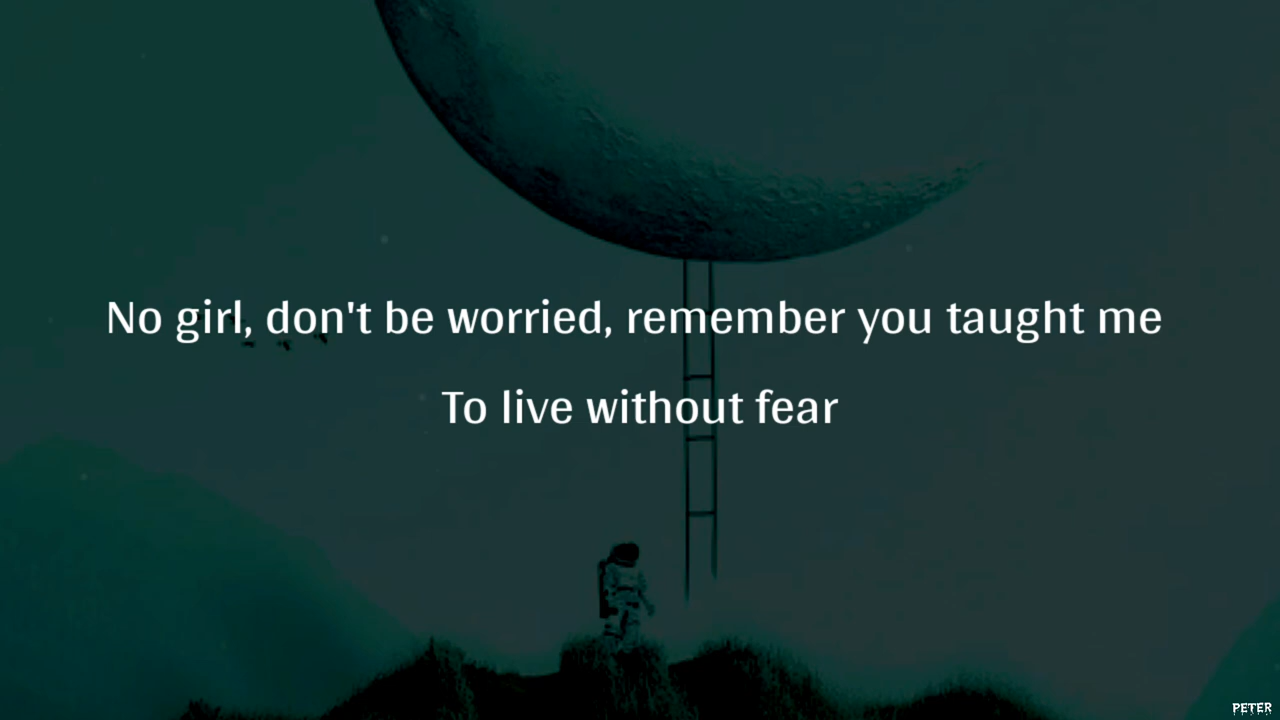 No girl, don't be worried, remember you taught me
To live without fear
PETER